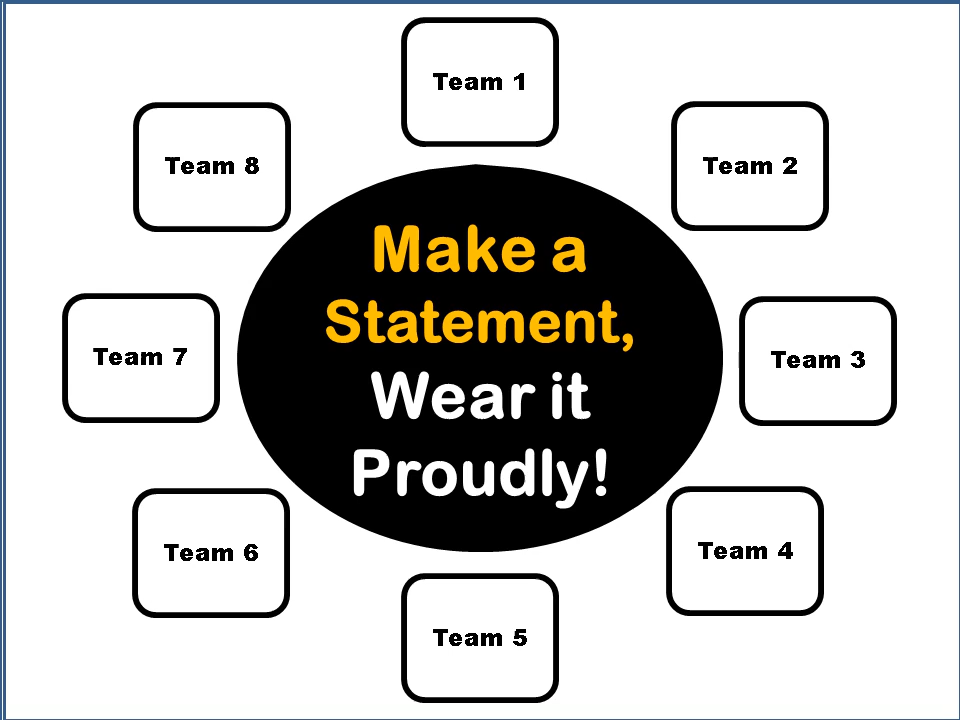 Team 1
Team 8
Team 2
Make a
Statement,
Wear it
Proudly!
Team 7
Team 3
Team 6
Team 4
Team 5